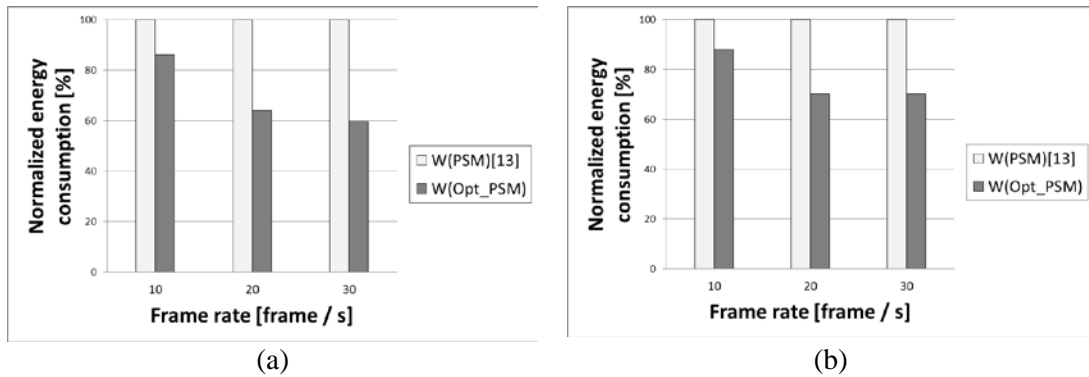 Normalized energy
consumption [%]
100
80
60
40
20
0
10 20 30
Frame rate [frame / s]
W(PSM)[13]
W(Opt_PSM)
(a)
Normalized energy
consumption [%]
100
80
60
40
20
0
10 20 30
Frame rate [frame / s]
W(PSM)[13]
W(Opt_PSM)
(b)